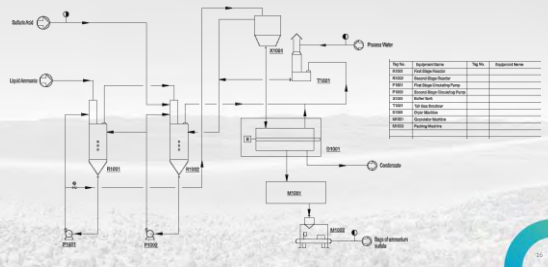 Sulfuric Acid
X1001
Process Water
Liquid Ammonia
T1001
R1001
R1002
D1001
Condensate
M1001
P1001
P1002
M1002
Bags of ammonium
sulfate
Tag No. Equipment Name Tag No. Equipment Name
R1001 First Stage Reactor
R1002 Second Stage Reactor
P1001 First Stage Circulating Pump
P1002 Second Stage Circulating Pump
X1001 Buffer Tank
T1001 Tail Gas Scrubber
D1001 Dryer Machine
M1001 Granulator Machine
M1002 Packing Machine
16